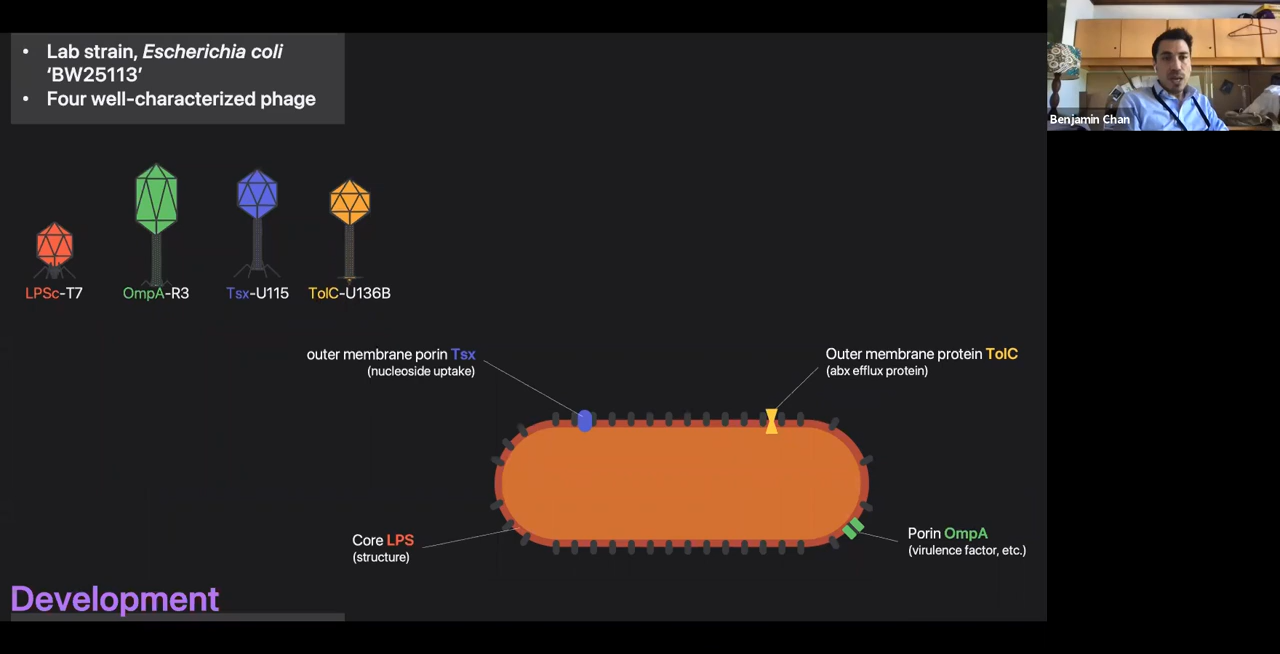 • Lab strain, Escherichia coli
'BW25113'
• Four well-characterized phage
Benjamin Chan
LPSc-T7
OmpA-R3
Tsx-U115
TolC-U136B
outer membrane porin Tsx
(nucleoside uptake)
Outer membrane protein TolC
(abx efflux protein)
Core LPS
(structure)
Porin OmpA
(virulence factor, etc.)
Development